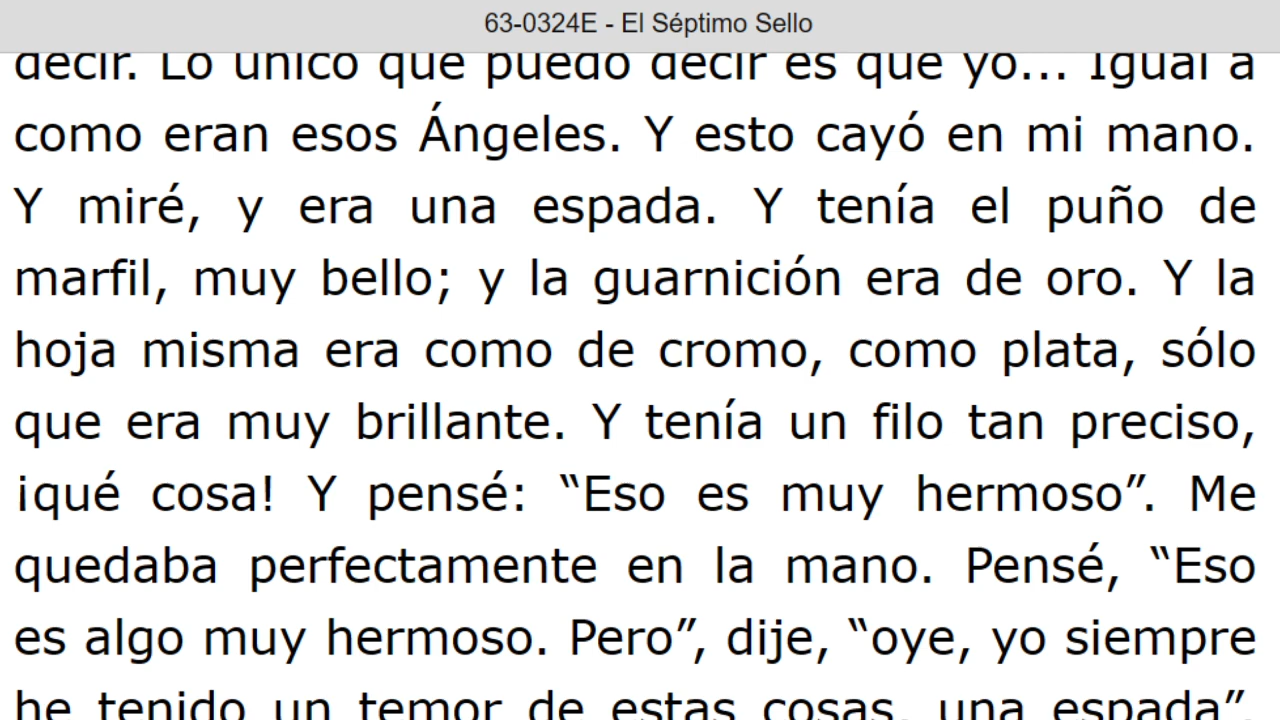 63-0324E - El Séptimo Sello
decir. Lo único que puedo decir es que yo... Igual a
como eran esos Ángeles. Y esto cayó en mi mano.
Y miré, y era una espada. Y tenía el puño de
marfil, muy bello; y la guarnición era de oro. Y la
hoja misma era como de cromo, como plata, sólo
que era muy brillante. Y tenía un filo tan preciso,
¡qué cosa! Y pensé: “Eso es muy hermoso”. Me
quedaba perfectamente en la mano. Pensé, “Eso
es algo muy hermoso. Pero”, dije, “oye, yo siempre
he tenido un temor de estas cosas, una espada”.